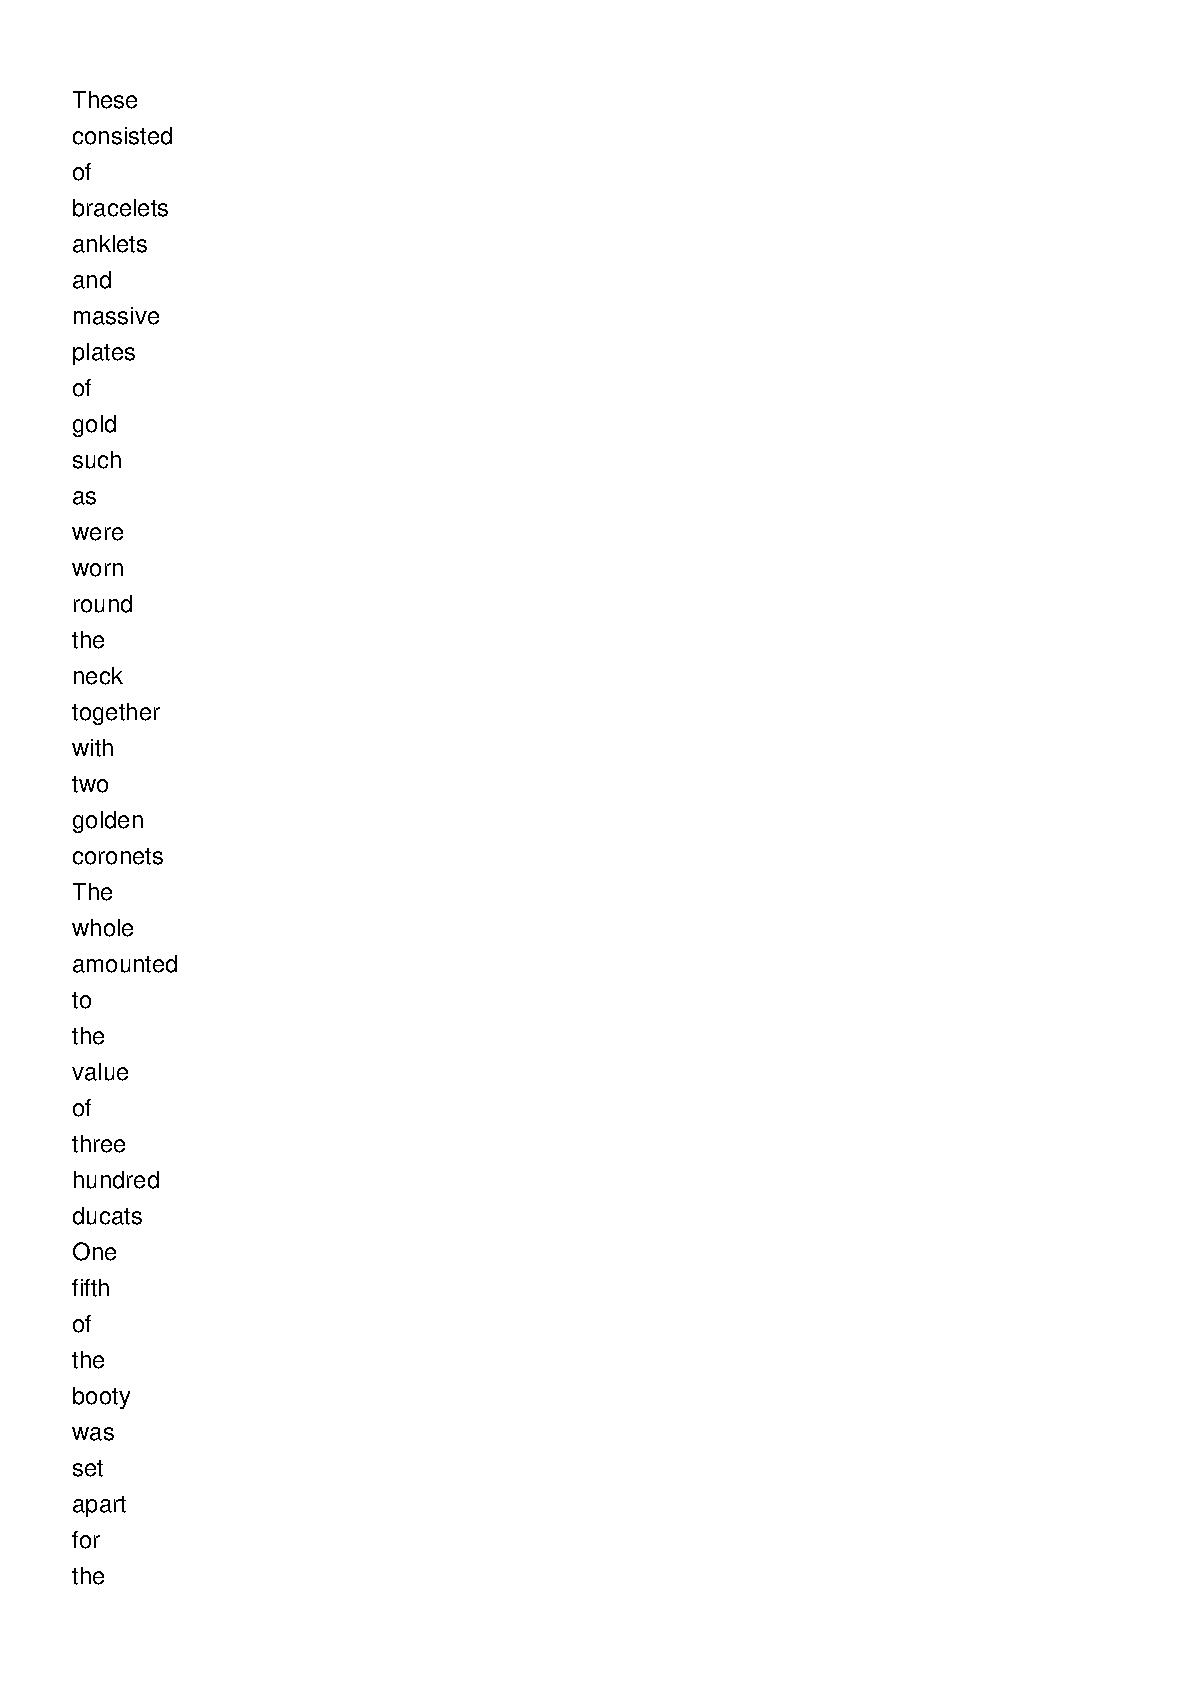 These
consisted
of
bracelets
anklets
and
massive
plates
of
gold
such
as
were
worn
round
the
neck
together
with
two
golden
coronets
The
whole
amounted
to
the
value
of
three
hundred
ducats
One
fifth
of
the
booty
was
set
apart
for
the